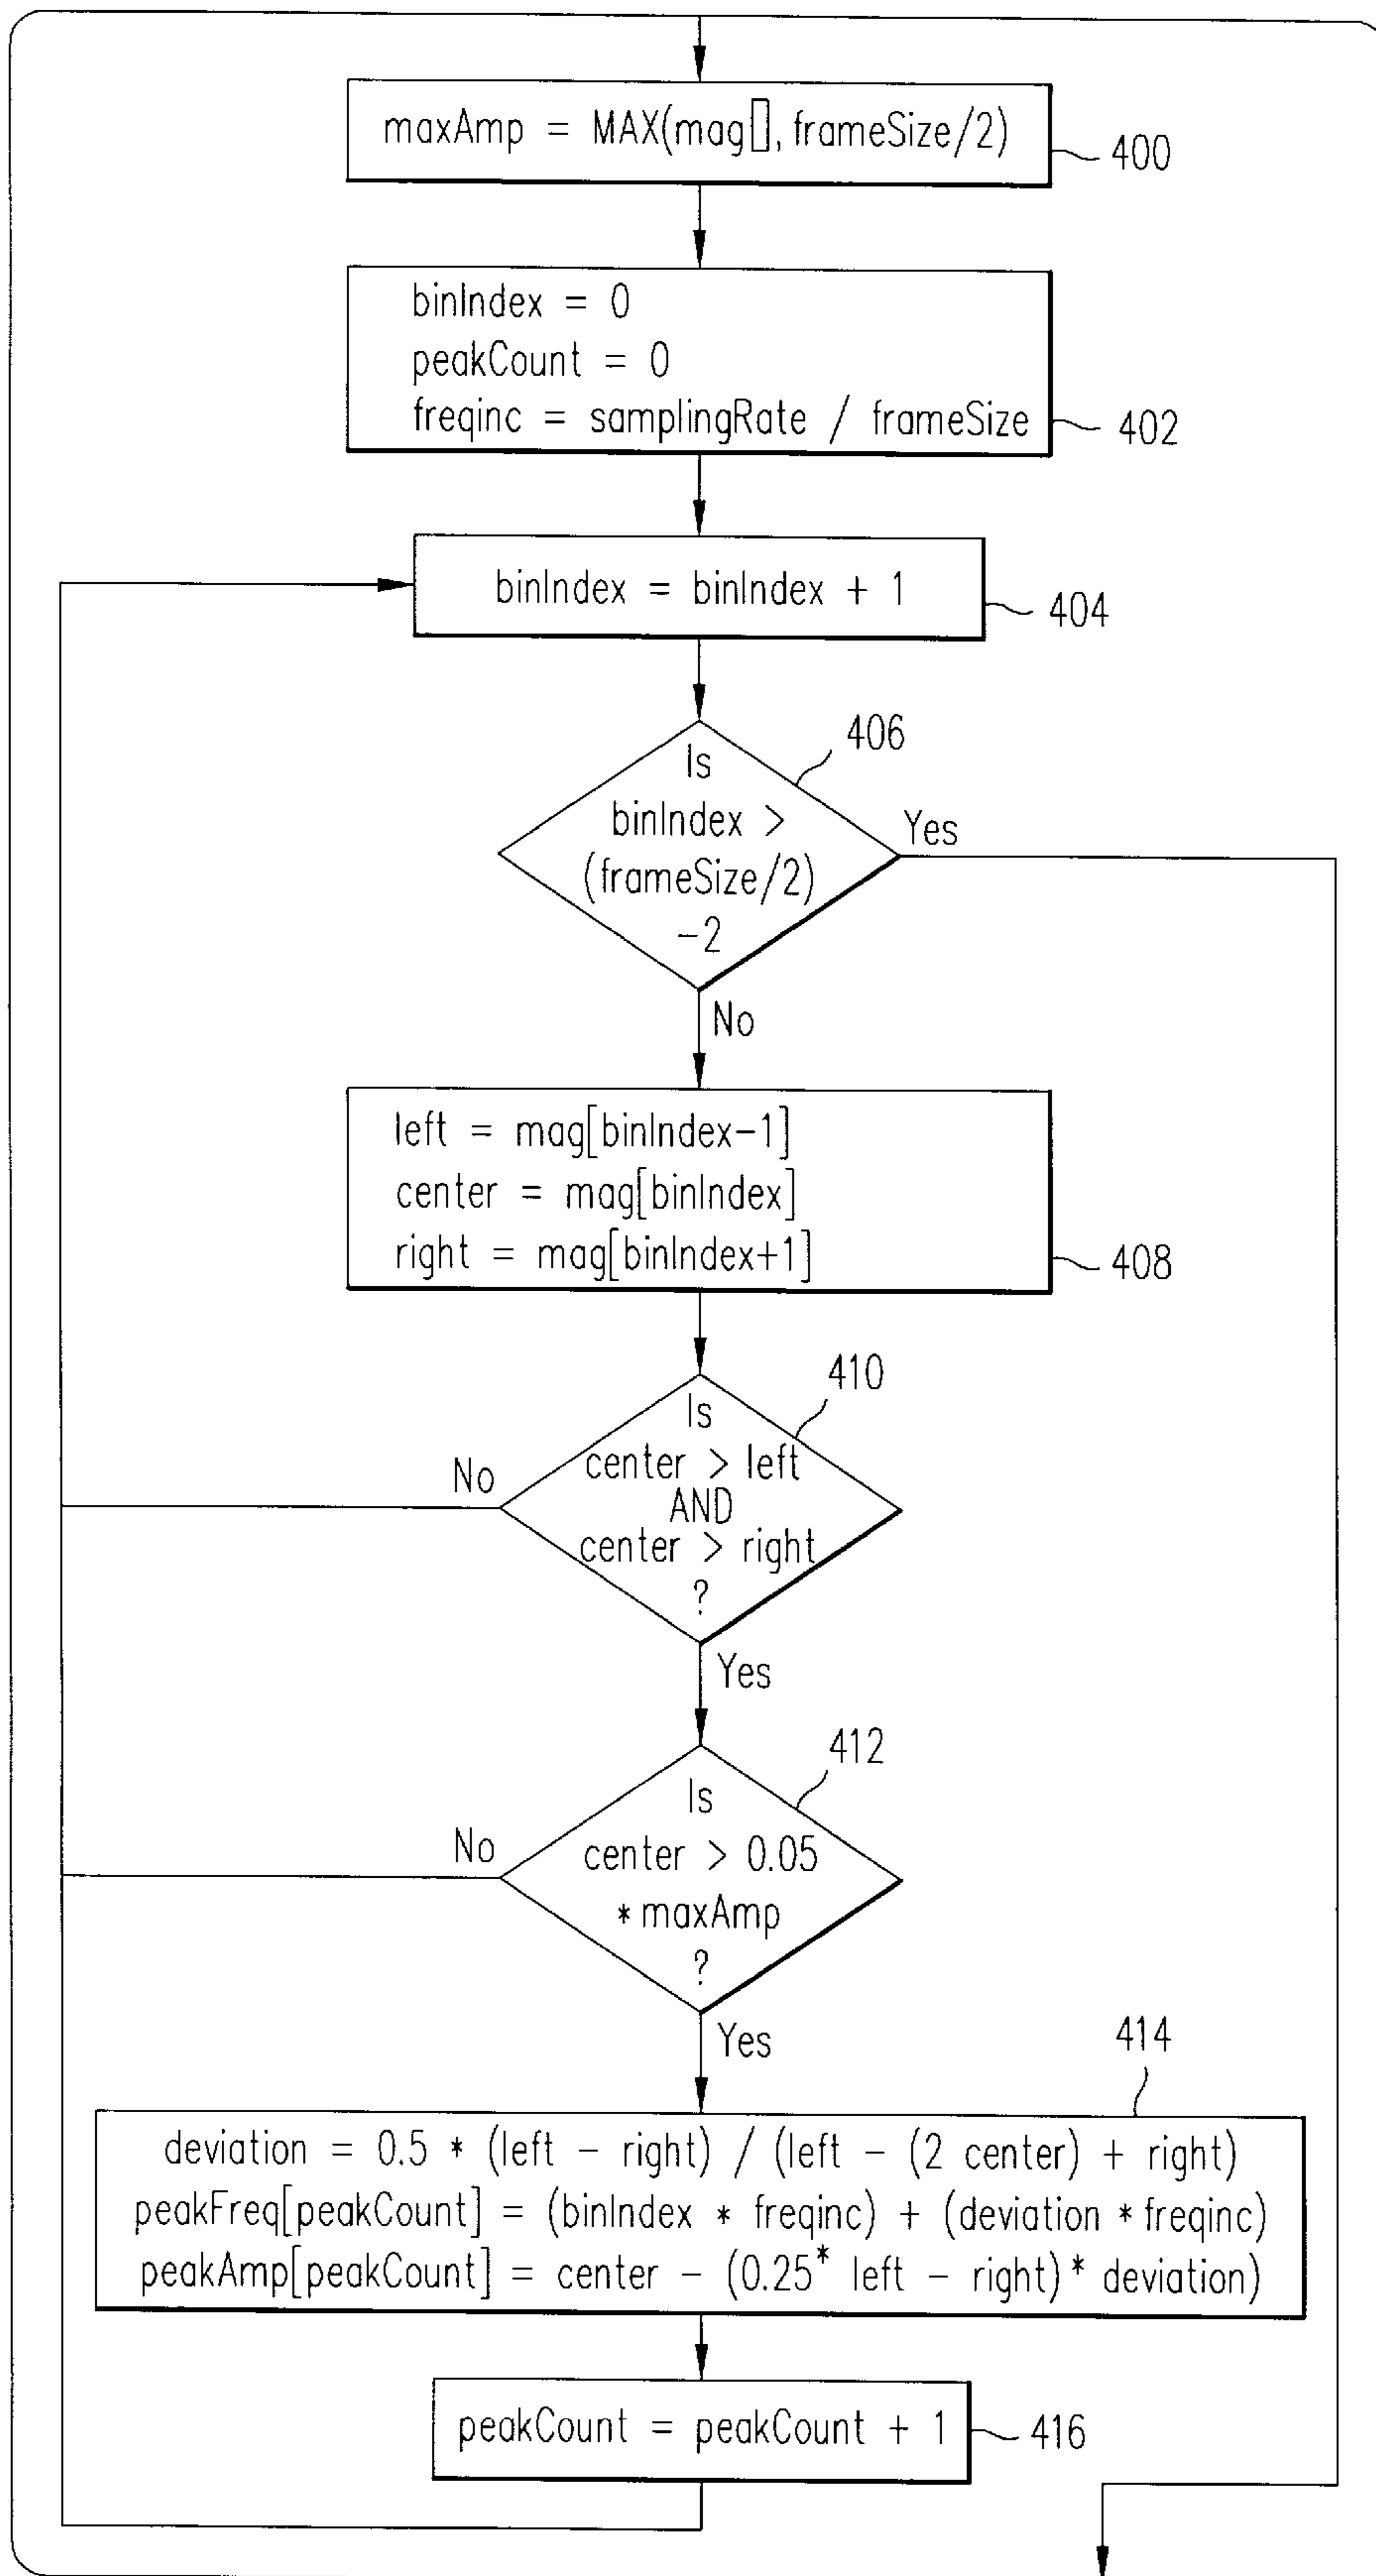 maxAmp = MAX(mag[], frameSize/2)
400
binIndex = 0
peakCount = 0
freqinc = samplingRate / frameSize
402
binIndex = binIndex + 1
404
406
Is
binIndex >
(frameSize/2)
-2
Yes
No
left = mag[binIndex-1]
center = mag[binIndex]
right = mag[binIndex+1]
408
410
Is
center > left
AND
center > right
?
No
Yes
412
Is
center > 0.05
* maxAmp
?
No
Yes
414
deviation = 0.5 * (left - right) / (left - (2 center) + right)
peakFreq[peakCount] = (binIndex * freqinc) + (deviation * freqinc)
peakAmp[peakCount] = center - (0.25* left - right)* deviation)
peakCount = peakCount + 1
416